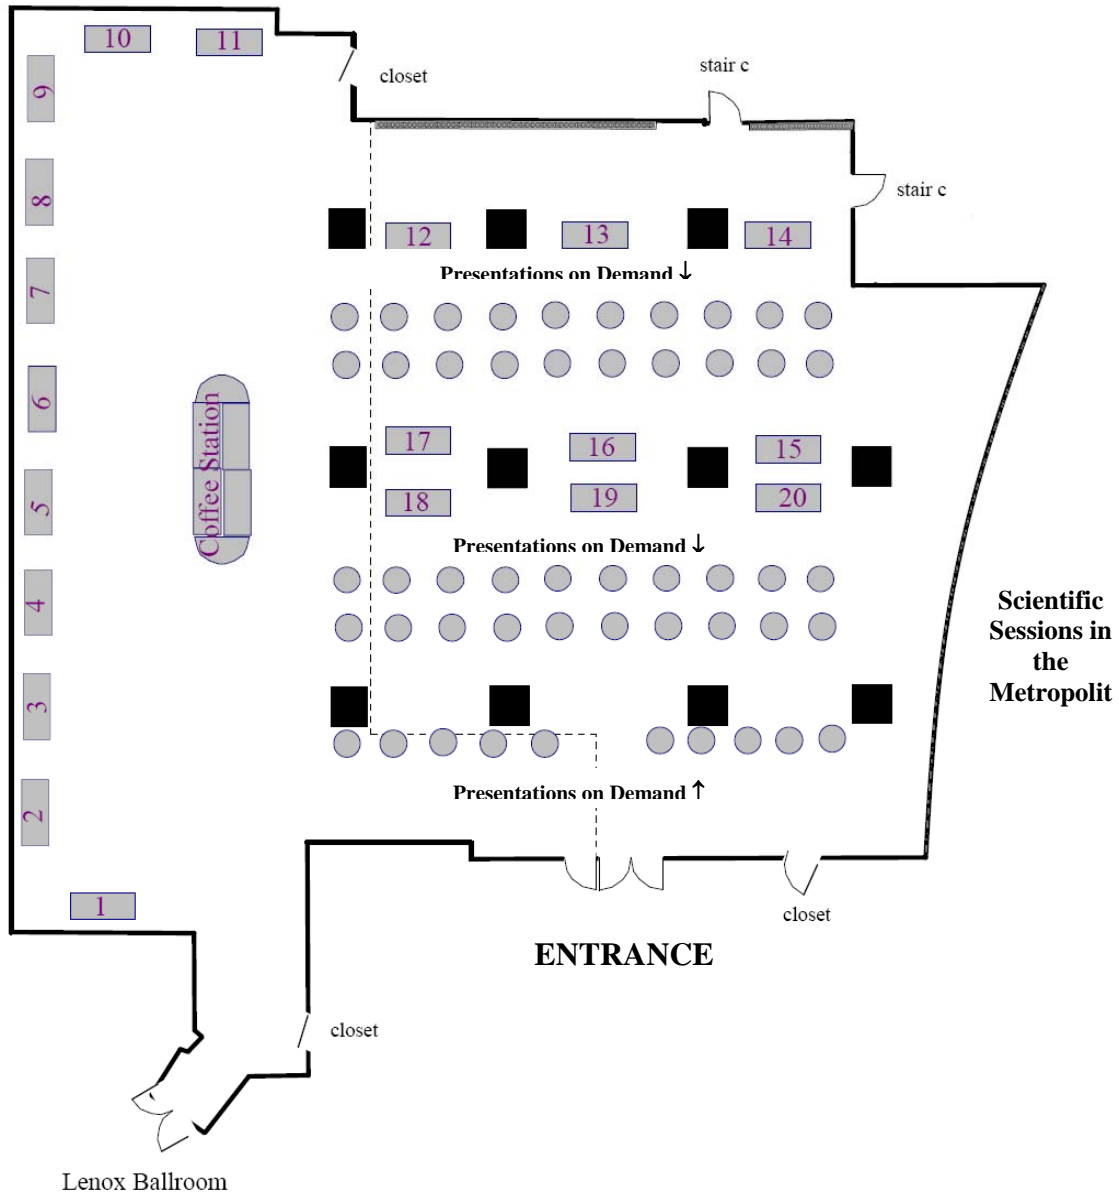 10
11
closet
stair c
9
stair c
8
12
13
14
Presentations on Demand ↓
7
6
Coffee Station
17
16
15
5
18
19
20
Presentations on Demand ↓
4
Scientific
Sessions in
the
Metropolit
3
2
Presentations on Demand ↑
1
closet
ENTRANCE
closet
Lenox Ballroom